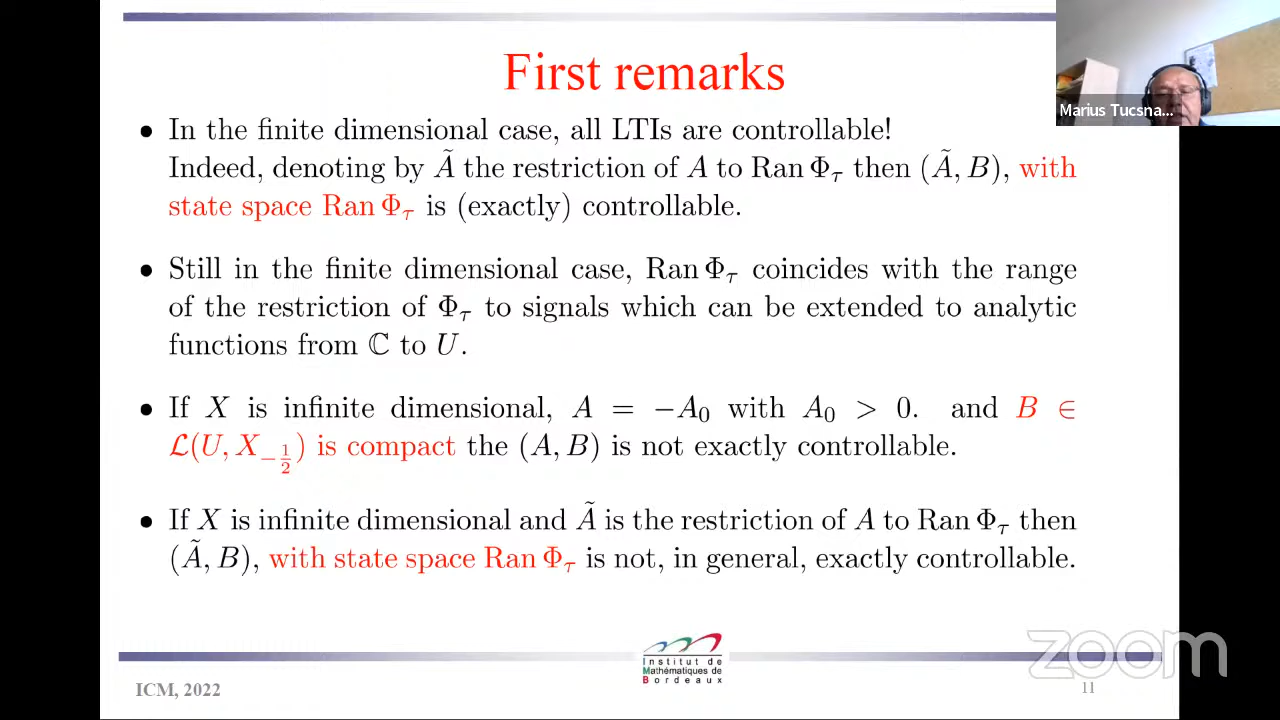 First remarks
Marius Tucsna...
• In the finite dimensional case, all LTIs are controllable!
Indeed, denoting by Ã the restriction of A to Ran Φ_τ then (Ã, B), with
state space Ran Φ_τ is (exactly) controllable.
• Still in the finite dimensional case, Ran Φ_τ coincides with the range
of the restriction of Φ_τ to signals which can be extended to analytic
functions from ℂ to U.
• If X is infinite dimensional, A = −A₀ with A₀ > 0. and B ∈
ℒ(U, X_{−1/2}) is compact the (A, B) is not exactly controllable.
• If X is infinite dimensional and Ã is the restriction of A to Ran Φ_τ then
(Ã, B), with state space Ran Φ_τ is not, in general, exactly controllable.
Institut de
Mathématiques de
Bordeaux
zoom
ICM, 2022
11